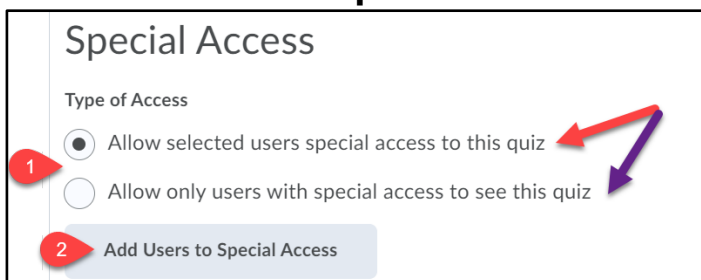 Special Access
Type of Access
Allow selected users special access to this quiz
1
Allow only users with special access to see this quiz
2 Add Users to Special Access